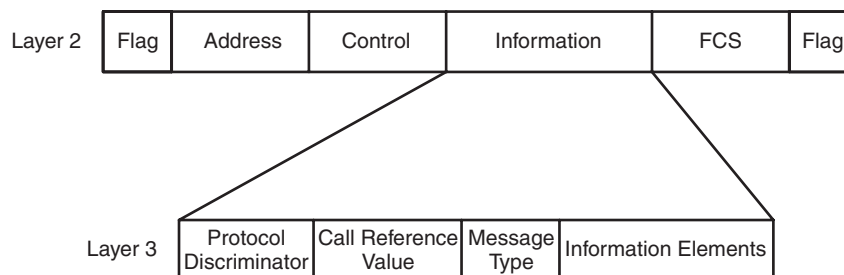 Layer 2 Flag Address Control Information FCS Flag
Layer 3 Protocol Discriminator Call Reference Value Message Type Information Elements